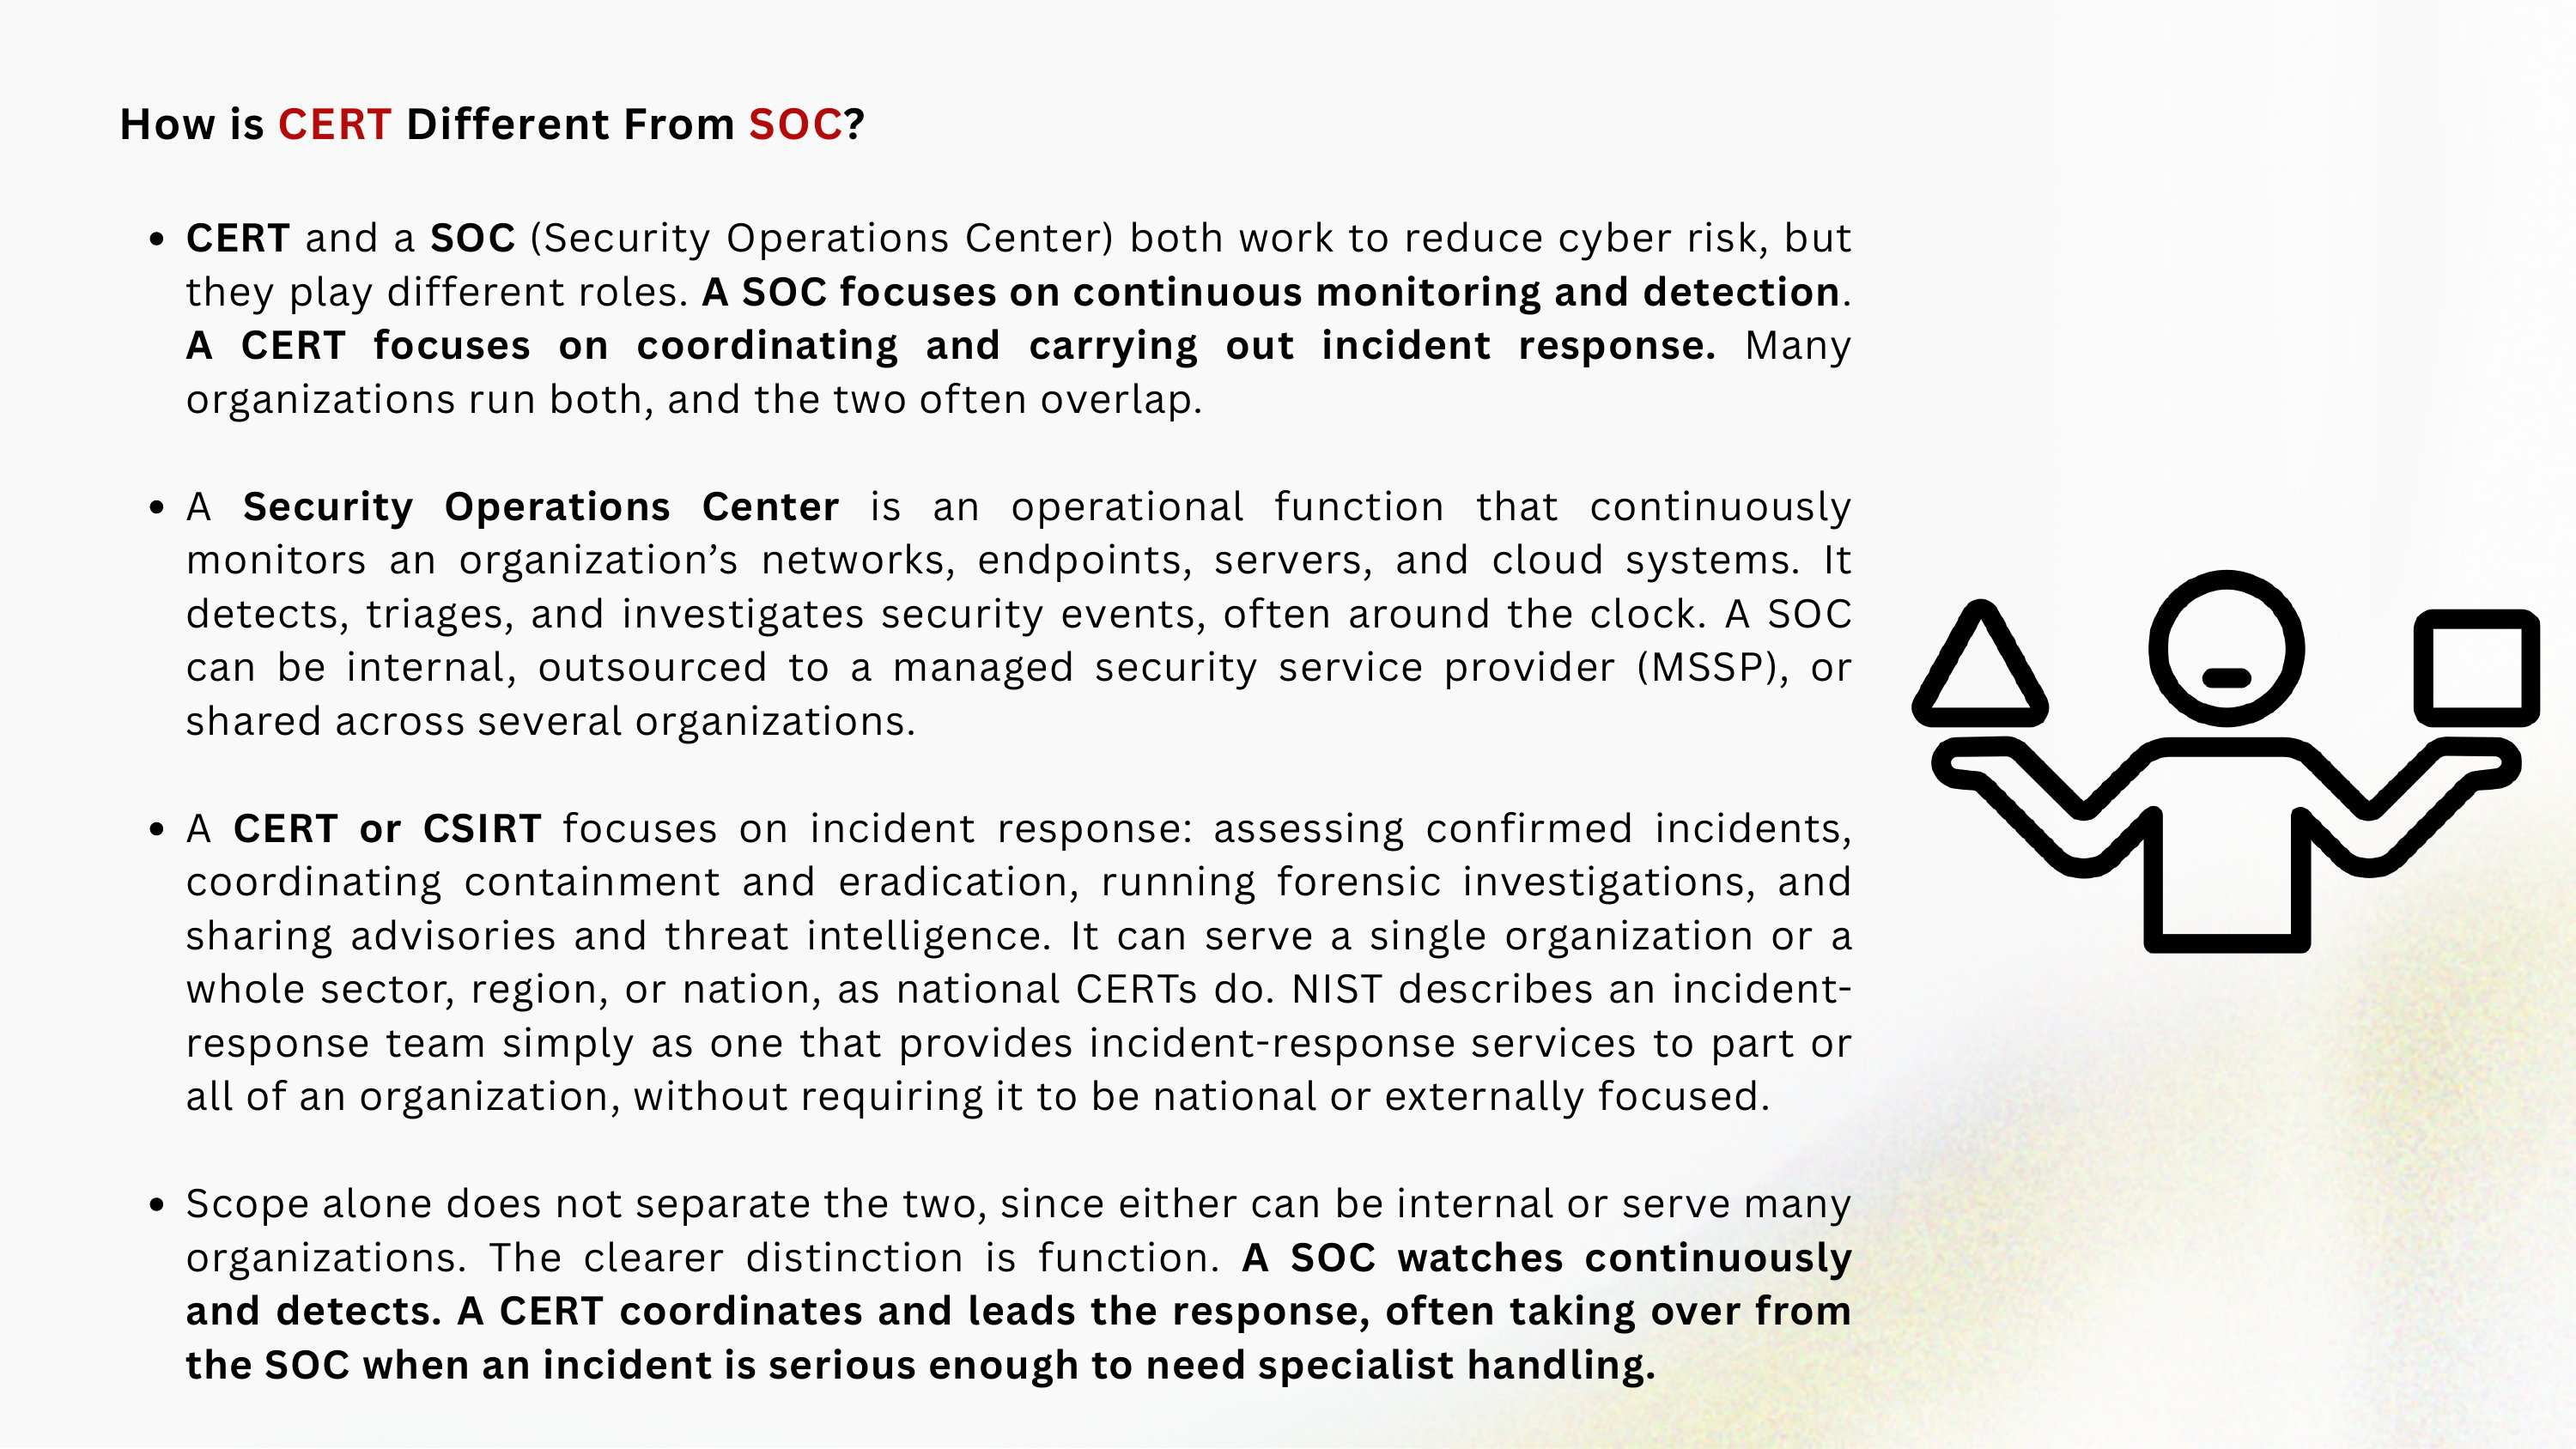 How is CERT Different From SOC?
• CERT and a SOC (Security Operations Center) both work to reduce cyber risk, but
they play different roles. A SOC focuses on continuous monitoring and detection.
A CERT focuses on coordinating and carrying out incident response. Many
organizations run both, and the two often overlap.
• A Security Operations Center is an operational function that continuously
monitors an organization’s networks, endpoints, servers, and cloud systems. It
detects, triages, and investigates security events, often around the clock. A SOC
can be internal, outsourced to a managed security service provider (MSSP), or
shared across several organizations.
• A CERT or CSIRT focuses on incident response: assessing confirmed incidents,
coordinating containment and eradication, running forensic investigations, and
sharing advisories and threat intelligence. It can serve a single organization or a
whole sector, region, or nation, as national CERTs do. NIST describes an incident-
response team simply as one that provides incident-response services to part or
all of an organization, without requiring it to be national or externally focused.
• Scope alone does not separate the two, since either can be internal or serve many
organizations. The clearer distinction is function. A SOC watches continuously
and detects. A CERT coordinates and leads the response, often taking over from
the SOC when an incident is serious enough to need specialist handling.